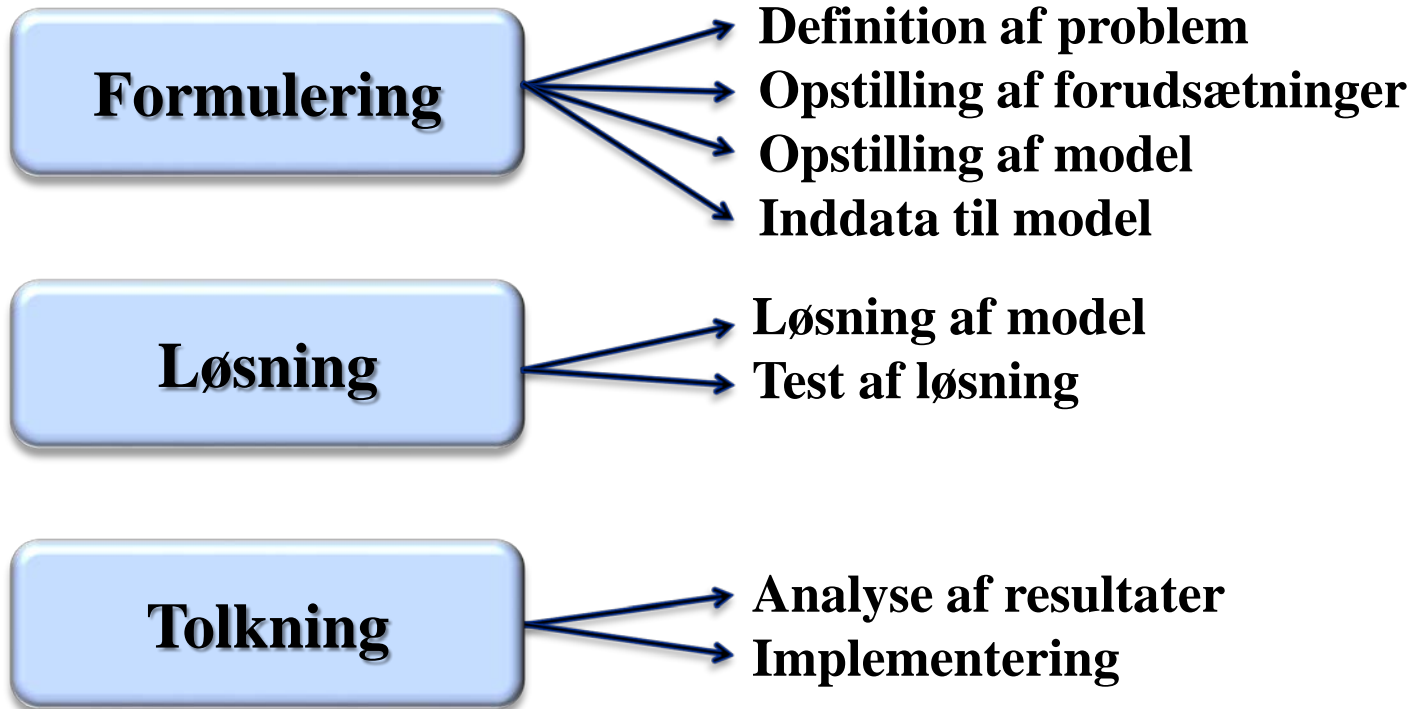 Formulering
Definition af problem
Opstilling af forudsætninger
Opstilling af model
Inddata til model
Løsning
Løsning af model
Test af løsning
Tolkning
Analyse af resultater
Implementering